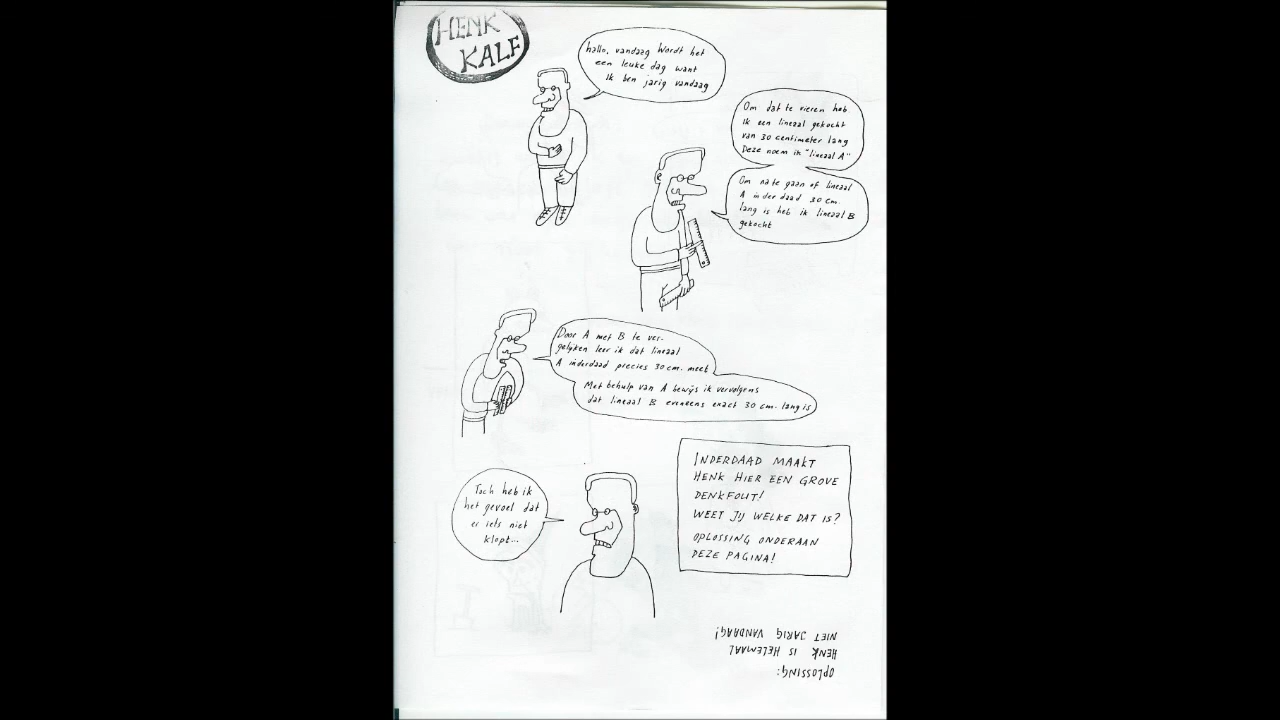 HENK
KALF
hallo, vandaag wordt het
een leuke dag want
ik ben jarig vandaag
Om dat te vieren heb
ik een lineaal gekocht
van 30 centimeter lang
Deze noem ik "lineaal A"
Om na te gaan of lineaal
A inderdaad 30 cm.
lang is heb ik lineaal B
gekocht
Door A met B te ver-
gelijken leer ik dat lineaal
A inderdaad precies 30 cm. meet
Met behulp van A bewijs ik vervolgens
dat lineaal B eveneens exact 30 cm. lang is
Toch heb ik
het gevoel dat
er iets niet
klopt...
INDERDAAD MAAKT
HENK HIER EEN GROVE
DENKFOUT!
WEET JIJ WELKE DAT IS?
OPLOSSING ONDERAAN
DEZE PAGINA!
OPLOSSING:
HENK IS HELEMAAL
NIET JARIG VANDAAG!